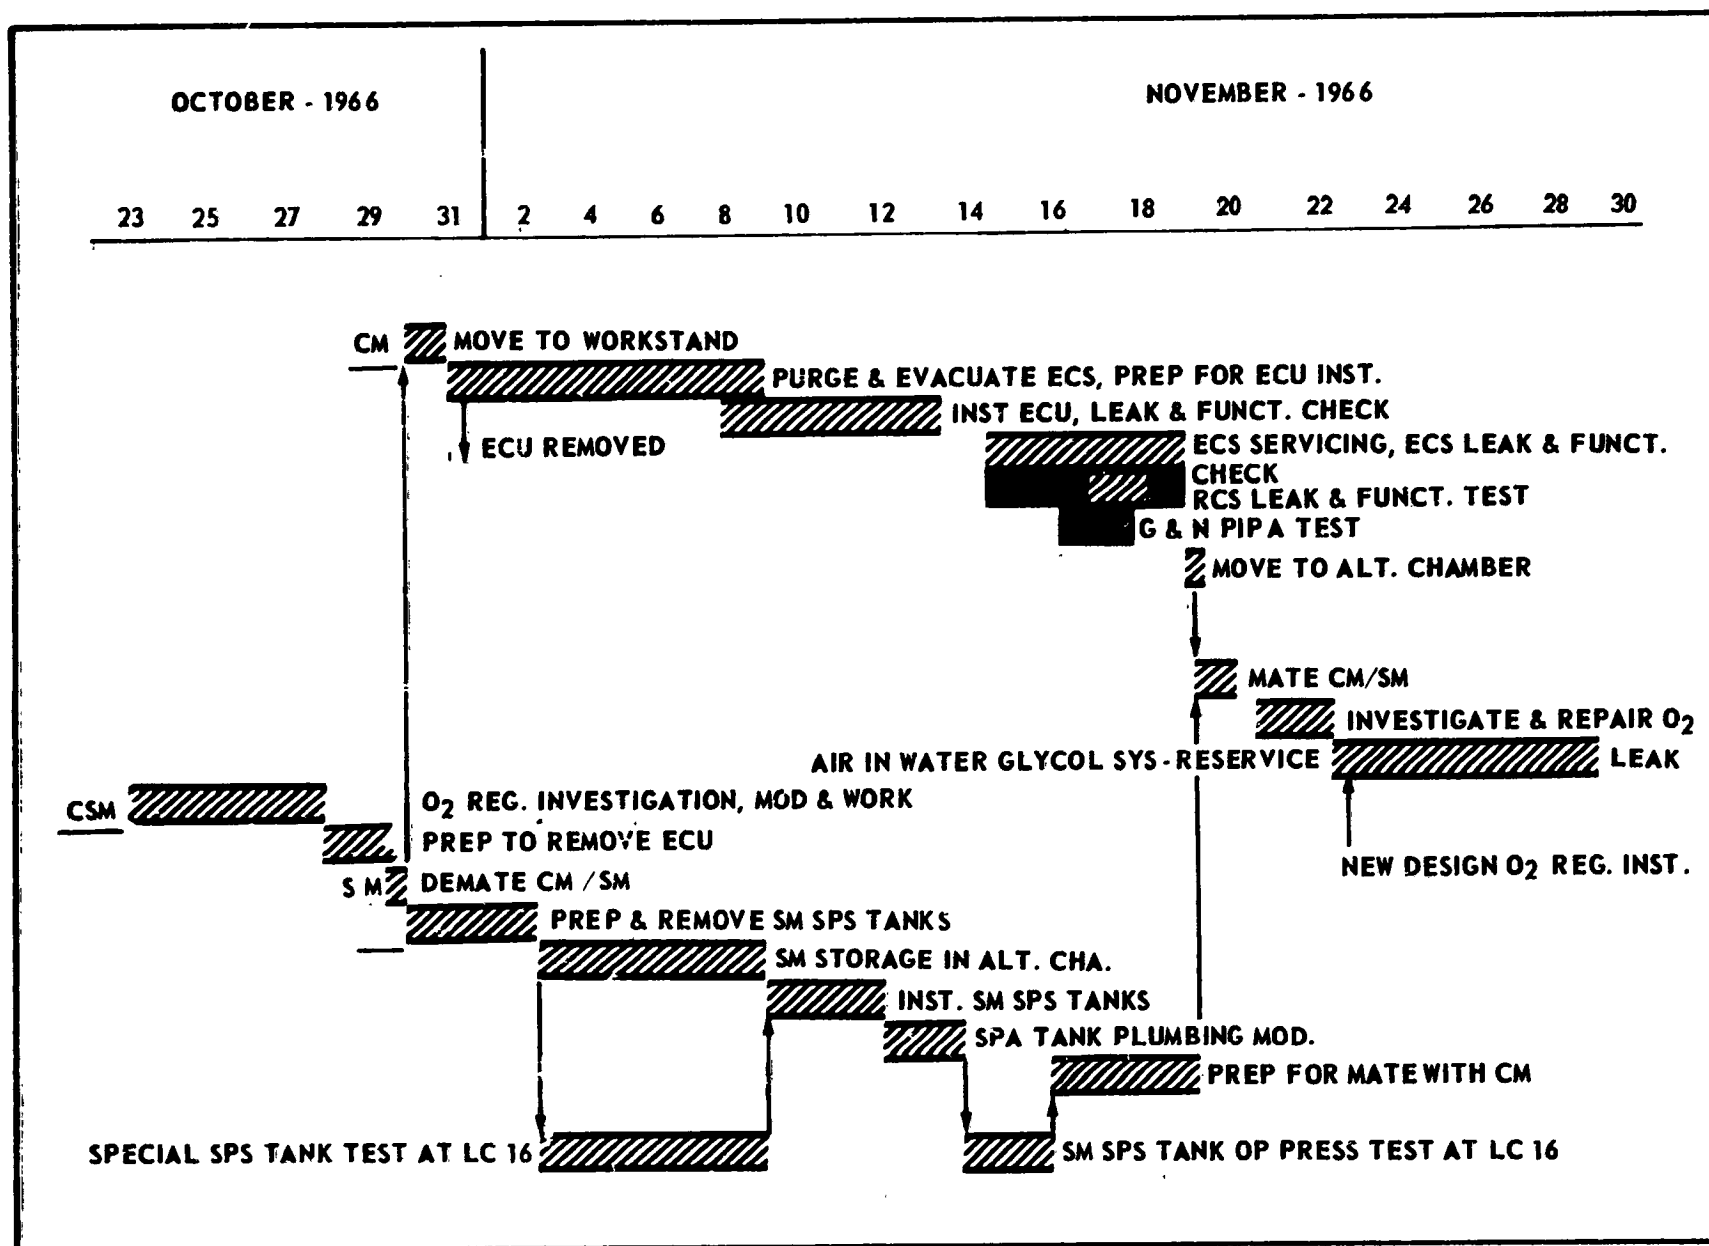 OCTOBER - 1966
NOVEMBER - 1966
23 25 27 29 31 2 4 6 8 10 12 14 16 18 20 22 24 26 28 30
CM MOVE TO WORKSTAND
PURGE & EVACUATE ECS, PREP FOR ECU INST.
INST ECU, LEAK & FUNCT. CHECK
ECU REMOVED
ECS SERVICING, ECS LEAK & FUNCT.
CHECK
RCS LEAK & FUNCT. TEST
G & N PIPA TEST
MOVE TO ALT. CHAMBER
MATE CM/SM
INVESTIGATE & REPAIR O2
LEAK
AIR IN WATER GLYCOL SYS-RESERVICE
CSM O2 REG. INVESTIGATION, MOD & WORK
PREP TO REMOVE ECU
NEW DESIGN O2 REG. INST.
SM DEMATE CM/SM
PREP & REMOVE SM SPS TANKS
SM STORAGE IN ALT. CHA.
INST. SM SPS TANKS
SPA TANK PLUMBING MOD.
PREP FOR MATE WITH CM
SPECIAL SPS TANK TEST AT LC 16
SM SPS TANK OP PRESS TEST AT LC 16